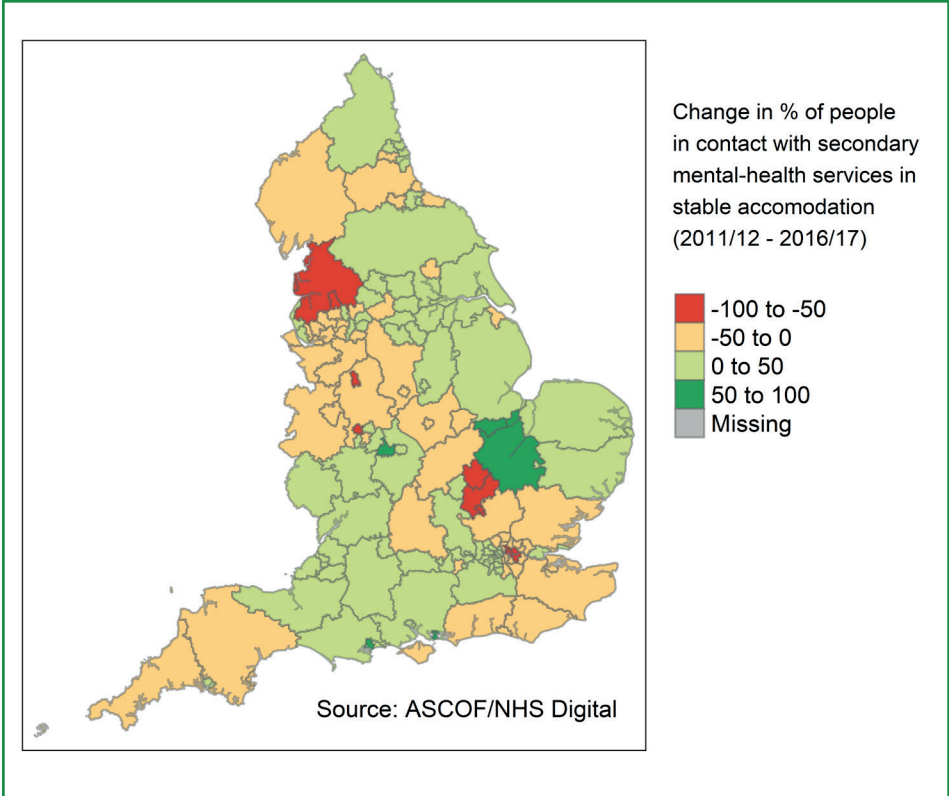 Change in % of people
in contact with secondary
mental-health services in
stable accomodation
(2011/12 - 2016/17)
-100 to -50
-50 to 0
0 to 50
50 to 100
Missing
Source: ASCOF/NHS Digital